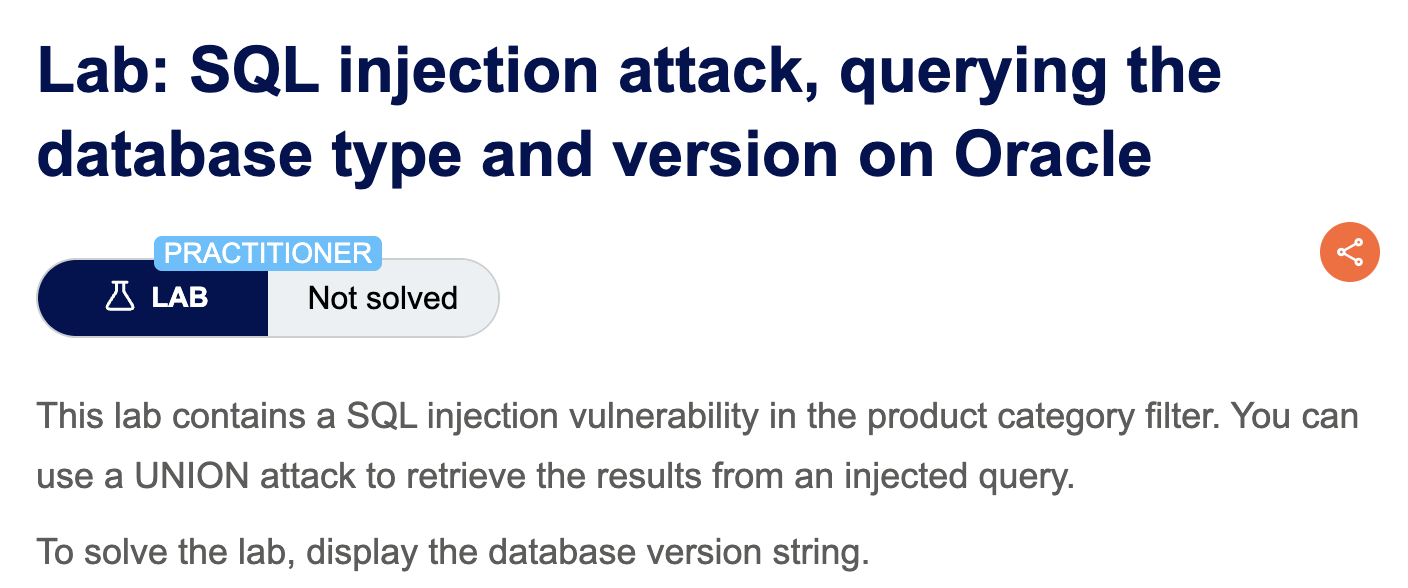 Lab: SQL injection attack, querying the
database type and version on Oracle
PRACTITIONER
LAB
Not solved
This lab contains a SQL injection vulnerability in the product category filter. You can
use a UNION attack to retrieve the results from an injected query.
To solve the lab, display the database version string.